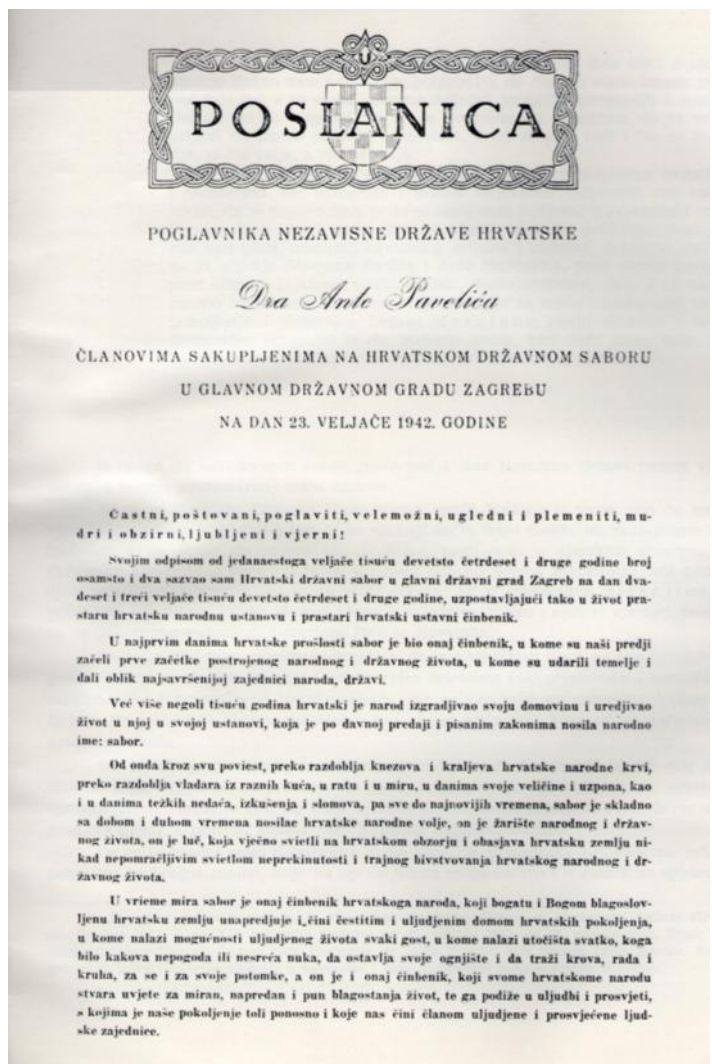 U
POSLANICA
POGLAVNIKA NEZAVISNE DRŽAVE HRVATSKE
Dra Ante Pavelića
ČLANOVIMA SAKUPLJENIMA NA HRVATSKOM DRŽAVNOM SABORU
U GLAVNOM DRŽAVNOM GRADU ZAGREBU
NA DAN 23. VELJAČE 1942. GODINE
Častni, poštovani, poglaviti, velemožni, ugledni i plemeniti, mu-
dri i obzirni, ljubljeni i vjerni!
Svojim odpisom od jedanaestoga veljače tisuću devetsto četrdeset i druge godine broj
osamsto i dva sazvao sam Hrvatski državni sabor u glavni državni grad Zagreb na dan dva-
deset i treći veljače tisuću devetsto četrdeset i druge godine, uzpostavljajući tako u život pra-
staru hrvatsku narodnu ustanovu i prastari hrvatski ustavni činbenik.
U najprvim danima hrvatske prošlosti sabor je bio onaj činbenik, u kome su naši predji
začeli prve začetke postrojenog narodnog i državnog života, u kome su udarili temelje i
dali oblik najsavršenijoj zajednici naroda, državi.
Već više negoli tisuću godina hrvatski je narod izgradjivao svoju domovinu i uredjivao
život u njoj u svojoj ustanovi, koja je po davnoj predaji i pisanim zakonima nosila narodno
ime: sabor.
Od onda kroz svu poviest, preko razdoblja knezova i kraljeva hrvatske narodne krvi,
preko razdoblja vladara iz raznih kuća, u ratu i u miru, u danima svoje veličine i uzpona, kao
i u danima težkih nedaća, izkušenja i slomova, pa sve do najnovijih vremena, sabor je skladno
sa dobom i duhom vremena nosilac hrvatske narodne volje, on je žarište narodnog i držav-
nog života, on je luč, koja vječno svietli na hrvatskom obzorju i obasjava hrvatsku zemlju ni-
kad nepomračljivim svietlom neprekinutosti i trajnog bivstvovanja hrvatskog narodnog i dr-
žavnog života.
U vrieme mira sabor je onaj činbenik hrvatskoga naroda, koji bogatu i Bogom blagoslov-
ljenu hrvatsku zemlju unapredjuje i čini čestitim i uljudjenim domom hrvatskih pokoljenja,
u kome nalazi mogućnosti uljudjenog života svaki gost, u kome nalazi utočišta svatko, koga
bilo kakova nepogoda ili nesreća nuka, da ostavlja svoje ognjište i da traži krova, rada i
kruha, za se i za svoje potomke, a on je i onaj činbenik, koji svome hrvatskome narodu
stvara uvjete za miran, napredan i pun blagostanja život, te ga podiže u uljudbi i prosvjeti,
s kojima je naše pokoljenje toli ponosno i koje nas čini članom uljudjene i prosvjećene ljud-
ske zajednice.